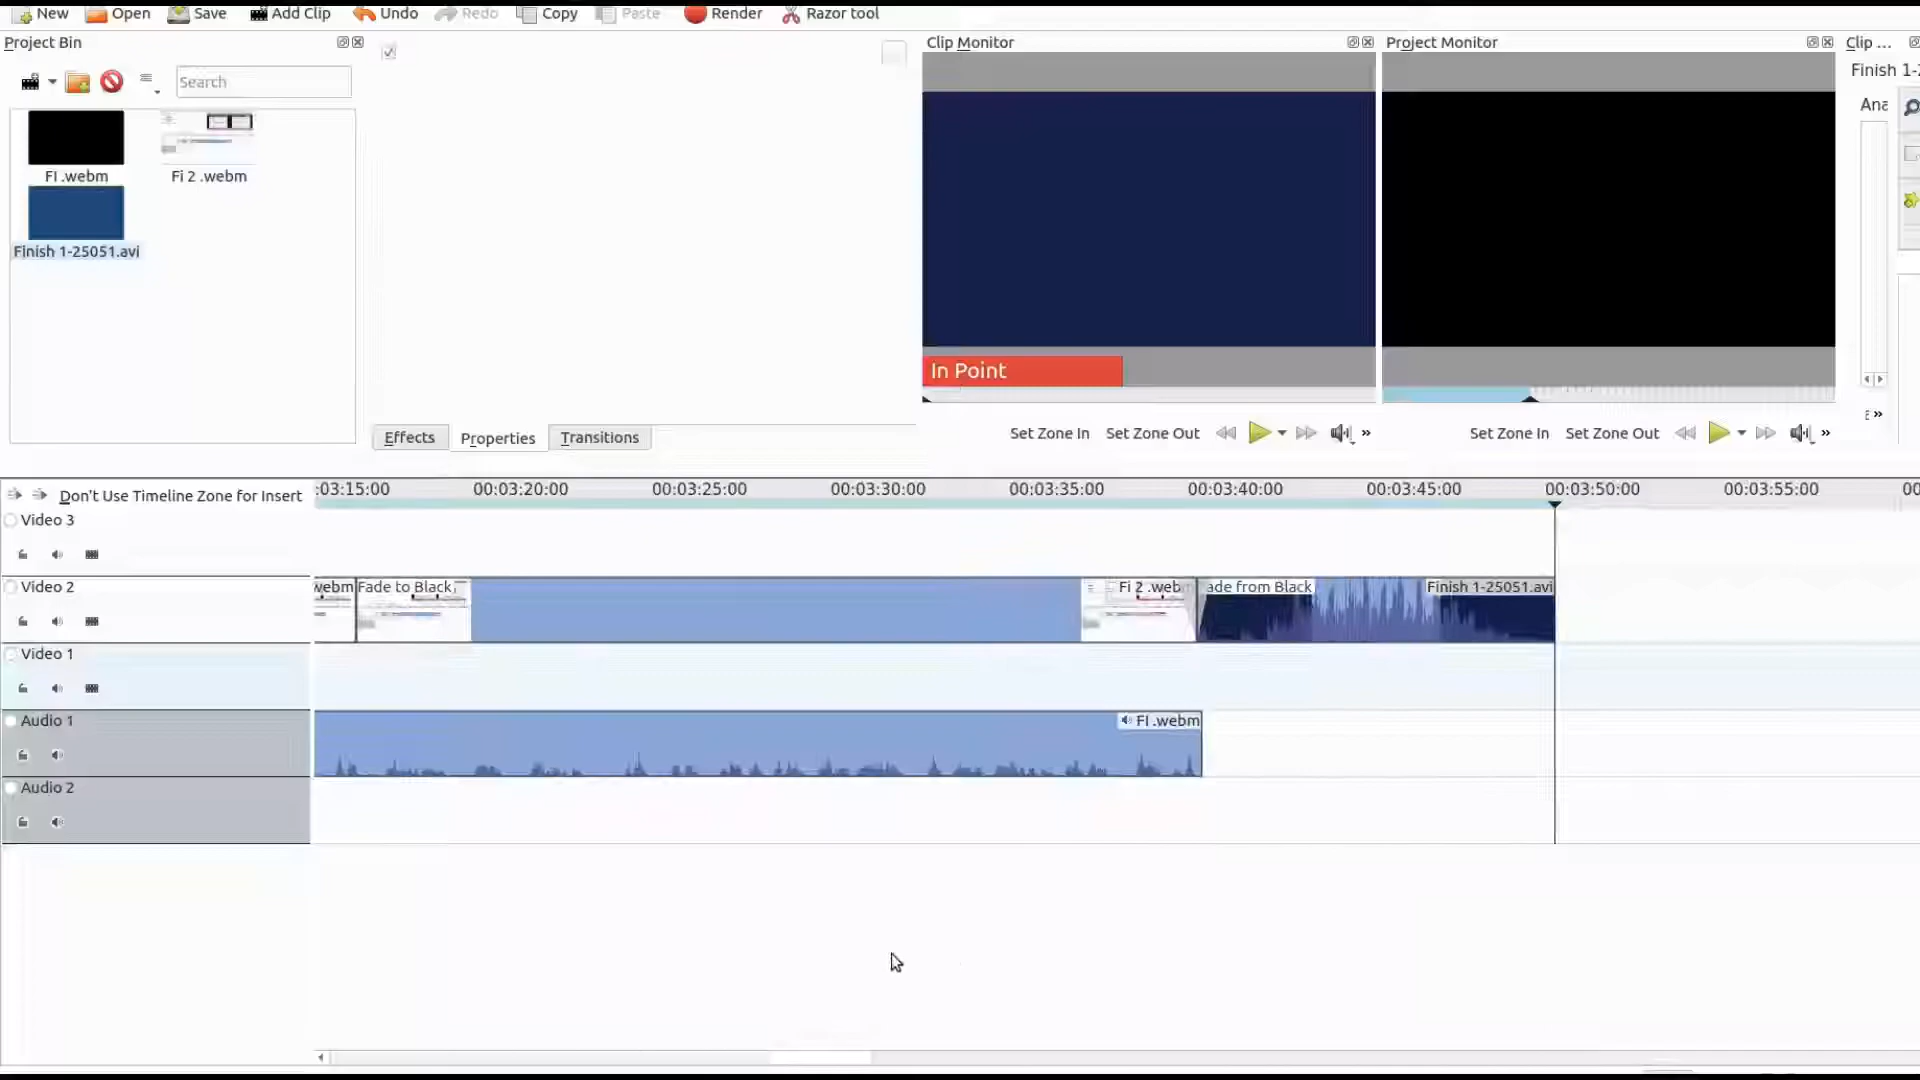 New Open Save Add Clip Undo Redo Copy Paste Render Razor tool
Project Bin
Clip Monitor
Project Monitor
Clip ...
Search
Finish 1-2
Ana
FI .webm
Fi 2 .webm
Finish 1-25051.avi
In Point
Effects
Properties
Transitions
Set Zone In Set Zone Out
Set Zone In Set Zone Out
Don't Use Timeline Zone for Insert
:03:15:00 00:03:20:00 00:03:25:00 00:03:30:00 00:03:35:00 00:03:40:00 00:03:45:00 00:03:50:00 00:03:55:00 00
Video 3
Video 2
webm Fade to Black
Fi 2 .webm
ade from Black
Finish 1-25051.avi
Video 1
Audio 1
FI .webm
Audio 2